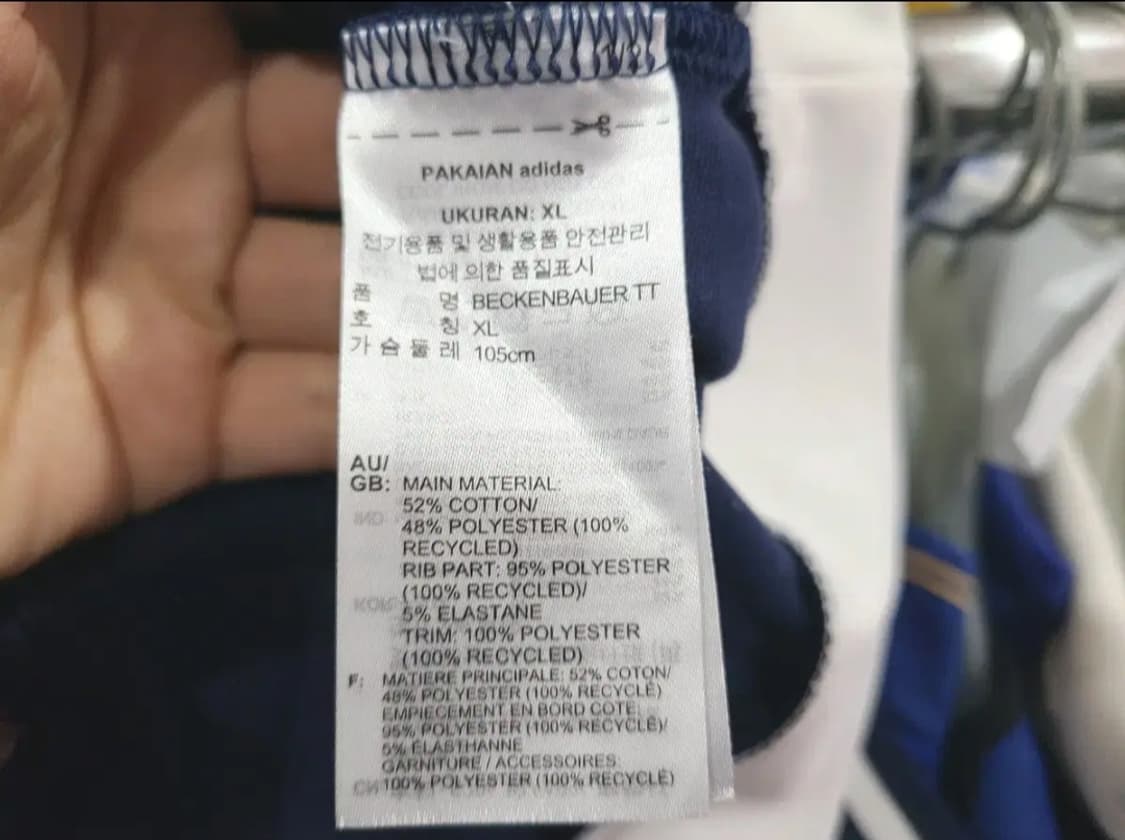 PAKAIAN adidas
UKURAN: XL
전기용품 및 생활용품 안전관리
법에 의한 품질표시
품 명 BECKENBAUER TT
호 칭 XL
가 슴 둘 레 105cm
AU/
GB: MAIN MATERIAL:
52% COTTON/
48% POLYESTER (100%
RECYCLED)
RIB PART: 95% POLYESTER
(100% RECYCLED)/
5% ELASTANE
TRIM: 100% POLYESTER
(100% RECYCLED)
F: MATIERE PRINCIPALE: 52% COTON/
48% POLYESTER (100% RECYCLÉ)
EMPIECEMENT EN BORD COTE:
95% POLYESTER (100% RECYCLÉ)/
5% ÉLASTHANNE
GARNITURE / ACCESSOIRES:
100% POLYESTER (100% RECYCLÉ)